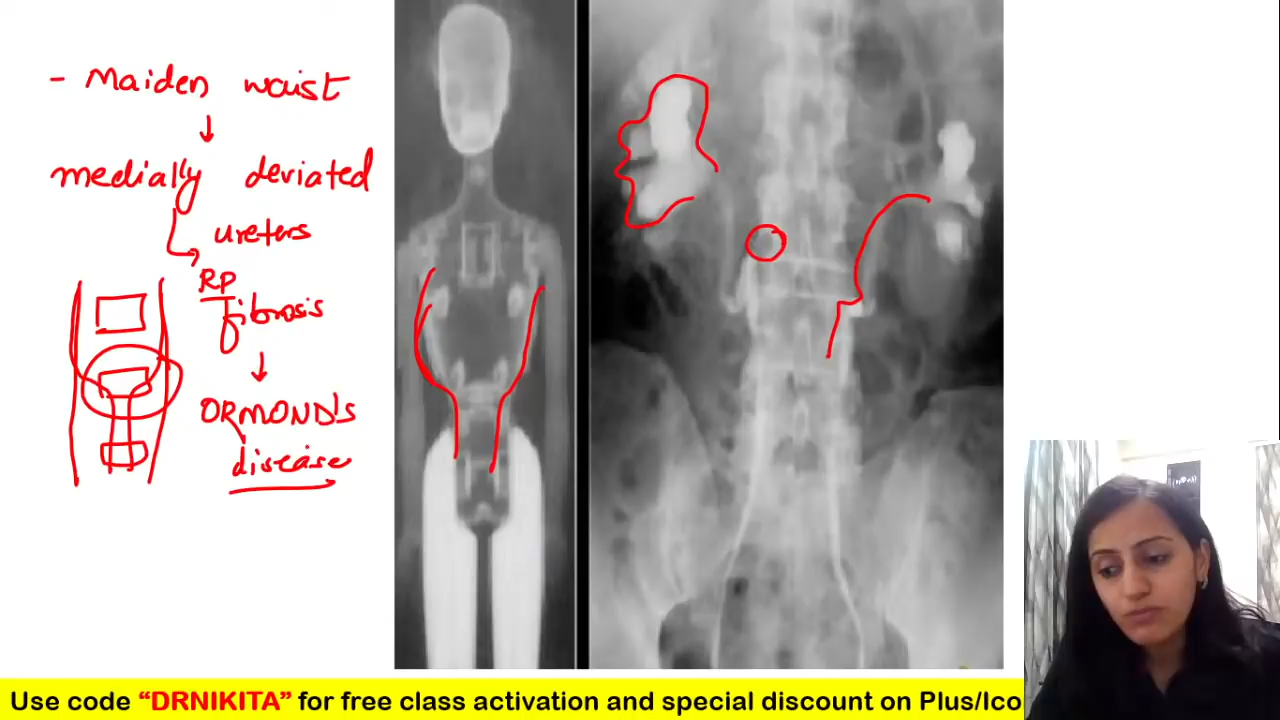 - Maiden waist
↓
medially deviated
ureters
RP
fibrosis
↓
ORMOND's
disease
Use code “DRNIKITA” for free class activation and special discount on Plus/Ico